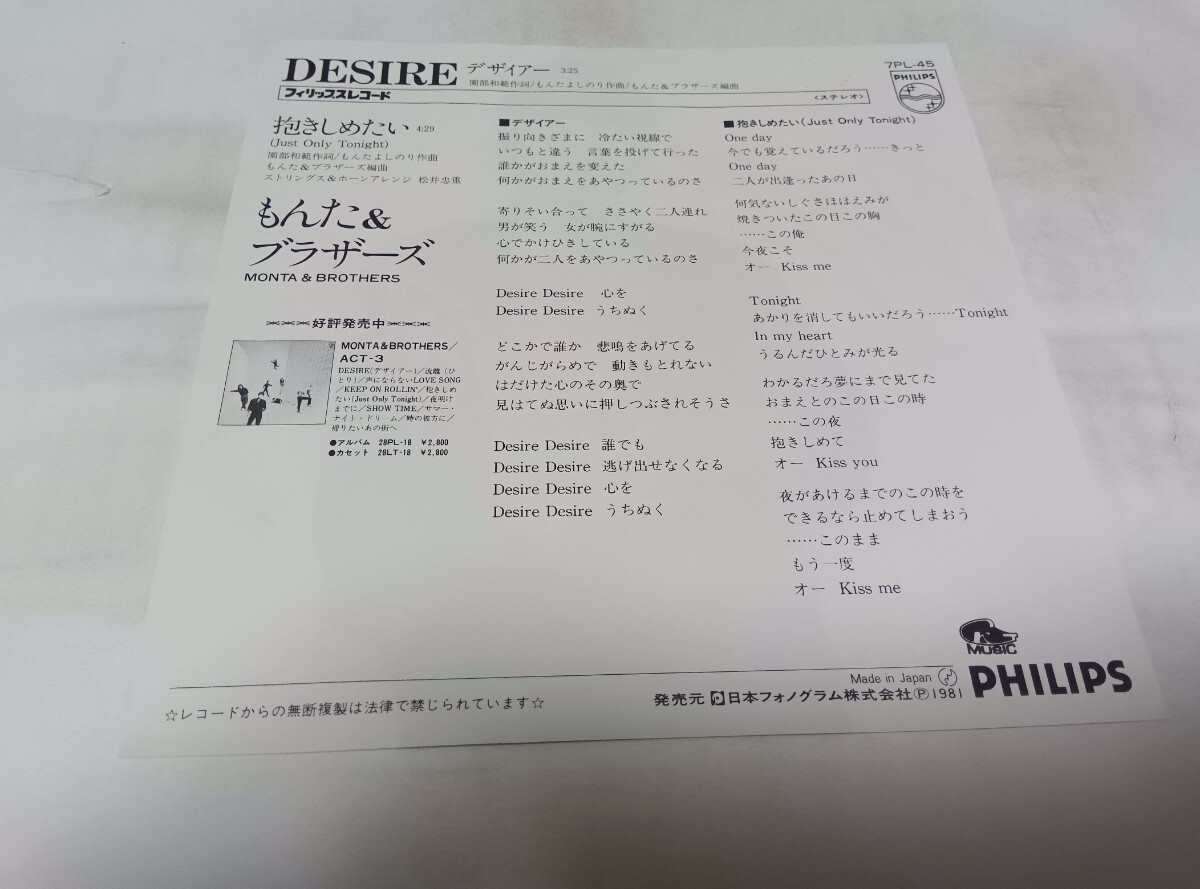 DESIRE デザイアー 3:25
園部和範作詞/もんたよしのり作曲/もんた&ブラザーズ編曲
7PL-45
フィリップスレコード
〈ステレオ〉
PHILIPS
抱きしめたい 4:29
(Just Only Tonight)
園部和範作詞/もんたよしのり作曲
もんた&ブラザーズ編曲
ストリングス&ホーンアレンジ 松井忠重
もんた&
ブラザーズ
MONTA & BROTHERS
好評発売中
MONTA&BROTHERS/
ACT-3
DESIRE(デザイアー)/流離(ひ
とり)/声にならないLOVE SONG
/KEEP ON ROLLIN'/抱きしめ
たい(Just Only Tonight)/夜明け
までに/SHOW TIME/サマー・
ナイト・ドリーム/時の彼方に/
帰りたいあの街へ
●アルバム 28PL-18 ¥2,800
●カセット 28LT-18 ¥2,800
■デザイアー
振り向きざまに 冷たい視線で
いつもと違う 言葉を投げて行った
誰かがおまえを変えた
何かがおまえをあやつっているのさ
寄りそい合って ささやく二人連れ
男が笑う 女が腕にすがる
心でかけひきしている
何かが二人をあやつっているのさ
Desire Desire 心を
Desire Desire うちぬく
どこかで誰か 悲鳴をあげてる
がんじがらめで 動きもとれない
はだけた心のその奥で
見はてぬ思いに押しつぶされそうさ
Desire Desire 誰でも
Desire Desire 逃げ出せなくなる
Desire Desire 心を
Desire Desire うちぬく
■抱きしめたい(Just Only Tonight)
One day
今でも覚えているだろう……きっと
One day
二人が出逢ったあの日
何気ないしぐさほほえみが
焼きついたこの目この胸
……この俺
今夜こそ
オー Kiss me
Tonight
あかりを消してもいいだろう……Tonight
In my heart
うるんだひとみが光る
わかるだろ夢にまで見てた
おまえとのこの日この時
……この夜
抱きしめて
オー Kiss you
夜があけるまでのこの時を
できるなら止めてしまおう
……このまま
もう一度
オー Kiss me
MUSIC
☆レコードからの無断複製は法律で禁じられています☆
Made in Japan
発売元 日本フォノグラム株式会社Ⓟ1981
PHILIPS